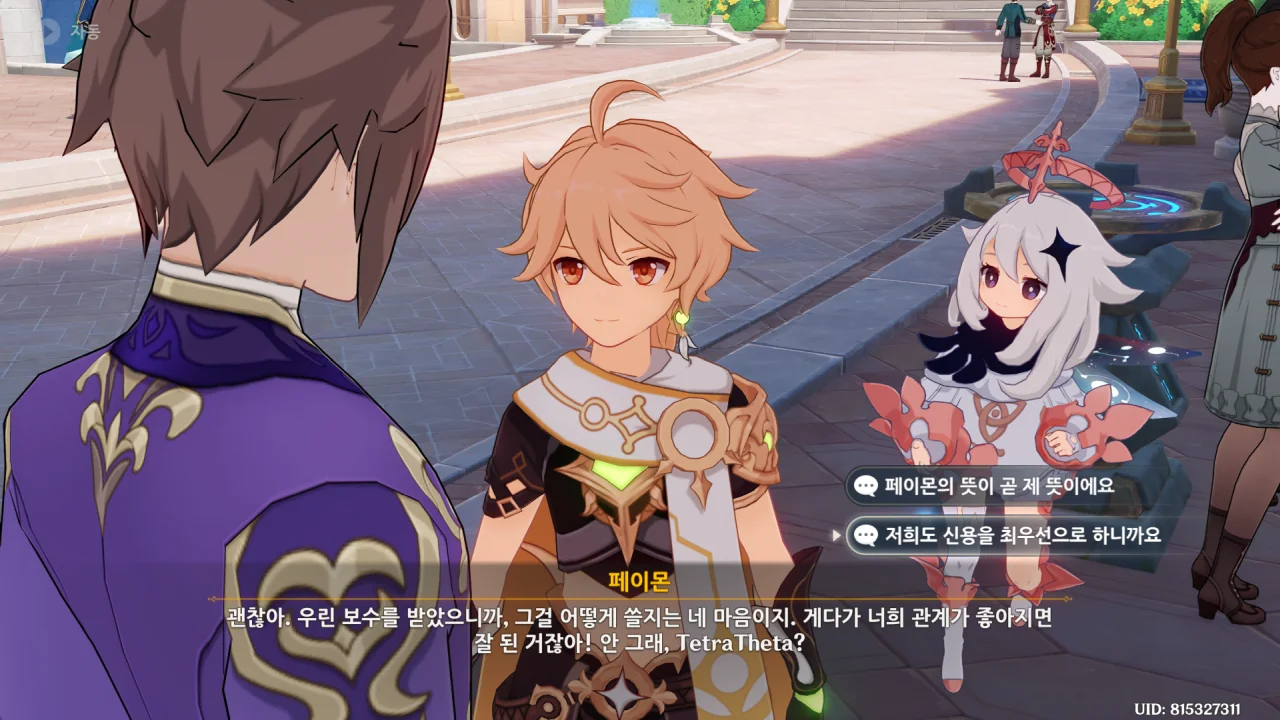 자동
페이몬의 뜻이 곧 제 뜻이에요
저희도 신용을 최우선으로 하니까요
페이몬
괜찮아. 우린 보수를 받았으니까, 그걸 어떻게 쓸지는 네 마음이지. 게다가 너희 관계가 좋아지면
잘 된 거잖아! 안 그래, TetraTheta?
UID: 815327311